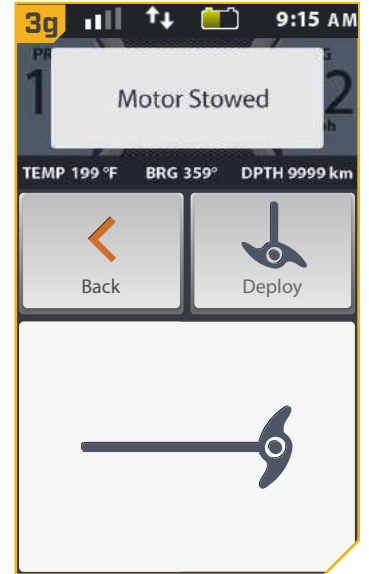 3g
9:15 AM
Motor Stowed
TEMP 199 °F BRG 359° DPTH 9999 km
Back Deploy